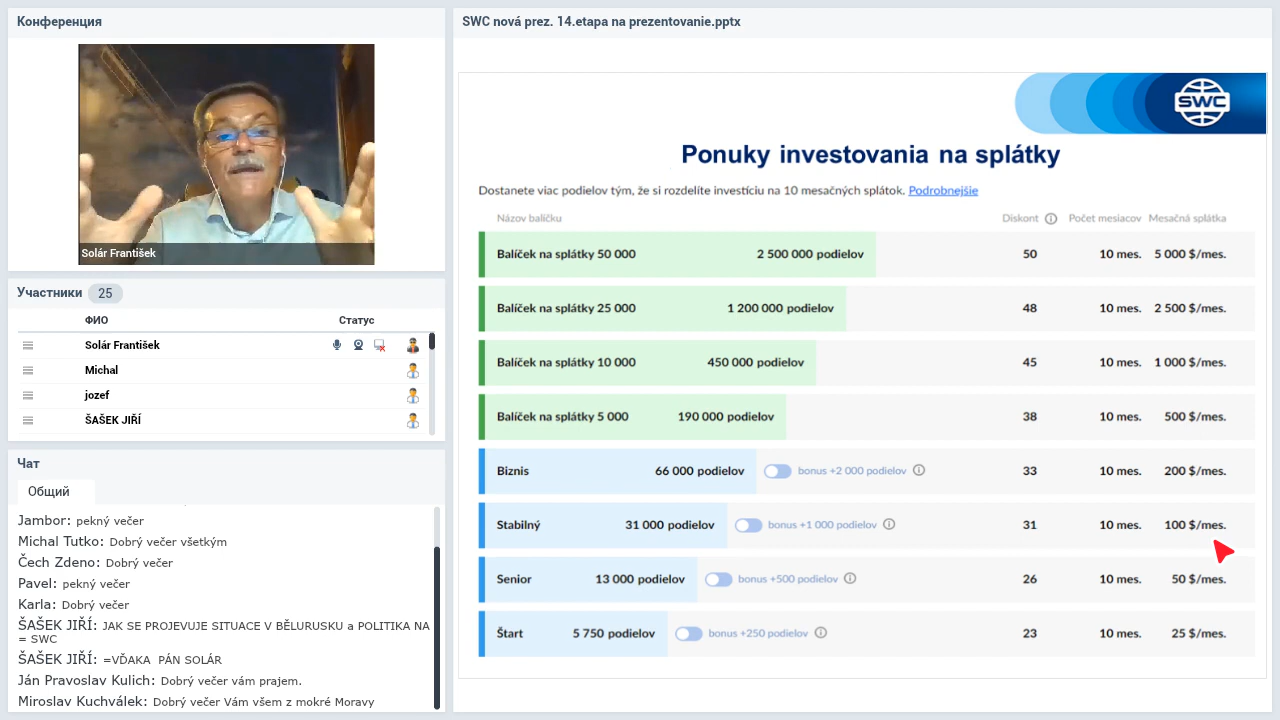 Конференция
Solár František
Участники 25
ФИО Статус
Solár František
Michal
jozef
ŠAŠEK JIŘÍ
Чат
Общий
Jambor: pekný večer
Michal Tutko: Dobrý večer všetkým
Čech Zdeno: Dobrý večer
Pavel: pekný večer
Karla: Dobrý večer
ŠAŠEK JIŘÍ: JAK SE PROJEVUJE SITUACE V BĚLURUSKU a POLITIKA NA
= SWC
ŠAŠEK JIŘÍ: =VĎAKA PÁN SOLÁR
Ján Pravoslav Kulich: Dobrý večer vám prajem.
Miroslav Kuchválek: Dobrý večer Vám všem z mokré Moravy
SWC nová prez. 14.etapa na prezentovanie.pptx
SWC
Ponuky investovania na splátky
Dostanete viac podielov tým, že si rozdelíte investíciu na 10 mesačných splátok. Podrobnejšie
Názov balíčku Diskont Počet mesiacov Mesačná splátka
Balíček na splátky 50 000 2 500 000 podielov 50 10 mes. 5 000 $/mes.
Balíček na splátky 25 000 1 200 000 podielov 48 10 mes. 2 500 $/mes.
Balíček na splátky 10 000 450 000 podielov 45 10 mes. 1 000 $/mes.
Balíček na splátky 5 000 190 000 podielov 38 10 mes. 500 $/mes.
Biznis 66 000 podielov bonus +2 000 podielov 33 10 mes. 200 $/mes.
Stabilný 31 000 podielov bonus +1 000 podielov 31 10 mes. 100 $/mes.
Senior 13 000 podielov bonus +500 podielov 26 10 mes. 50 $/mes.
Štart 5 750 podielov bonus +250 podielov 23 10 mes. 25 $/mes.